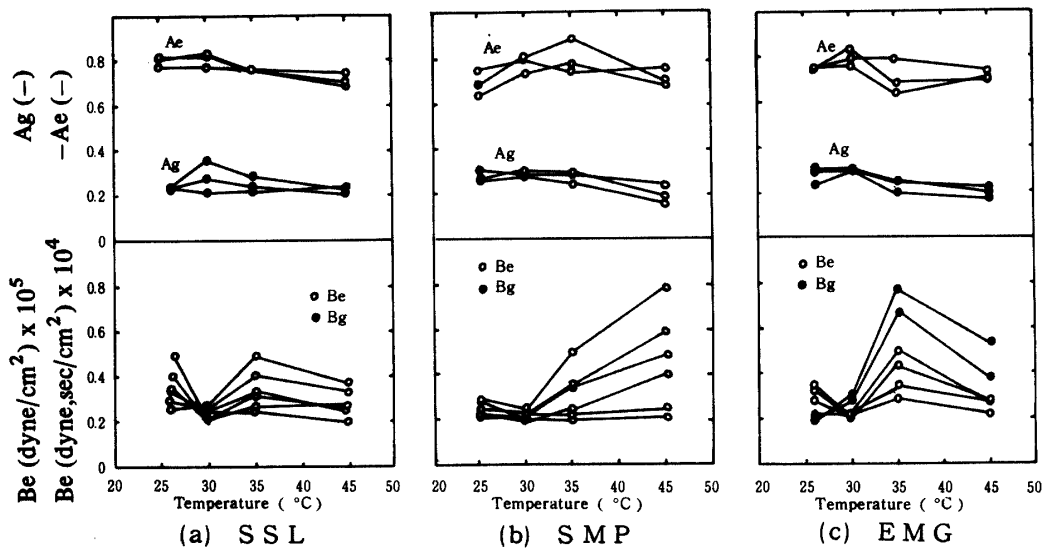 Ag (−)
−Ae (−)
Be (dyne/cm²) x 10⁵
Be (dyne,sec/cm²) x 10⁴
0.8
0.6
0.4
0.2
0
0.8
0.6
0.4
0.2
0
Ae
Ag
Be
Bg
20 25 30 35 40 45 50
Temperature ( °C)
(a) SSL
Ae
Ag
Be
Bg
20 25 30 35 40 45 50
Temperature ( °C)
(b) SMP
Ae
Ag
Be
Bg
20 25 30 35 40 45 50
Temperature ( °C)
(c) EMG